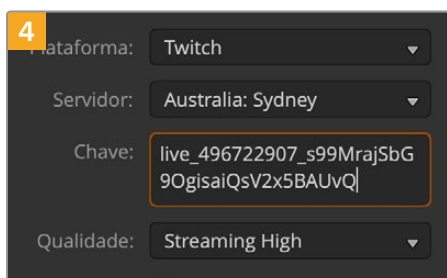 4
Plataforma: Twitch
Servidor: Australia: Sydney
Chave: live_496722907_s99MrajSbG
9OgisaiQsV2x5BAUvQ
Qualidade: Streaming High